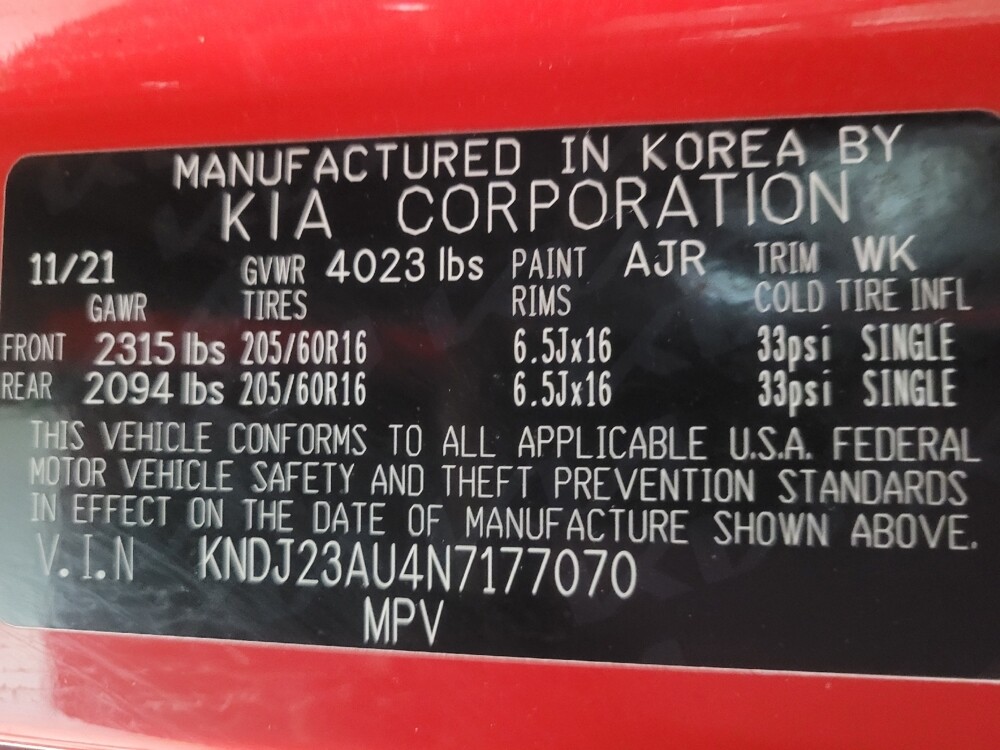 MANUFACTURED IN KOREA BY
KIA CORPORATION
11/21 GVWR 4023 lbs PAINT AJR TRIM WK
GAWR TIRES RIMS COLD TIRE INFL
FRONT 2315 lbs 205/60R16 6.5Jx16 33psi SINGLE
REAR 2094 lbs 205/60R16 6.5Jx16 33psi SINGLE
THIS VEHICLE CONFORMS TO ALL APPLICABLE U.S.A. FEDERAL
MOTOR VEHICLE SAFETY AND THEFT PREVENTION STANDARDS
IN EFFECT ON THE DATE OF MANUFACTURE SHOWN ABOVE.
V.I.N KNDJ23AU4N7177070
MPV